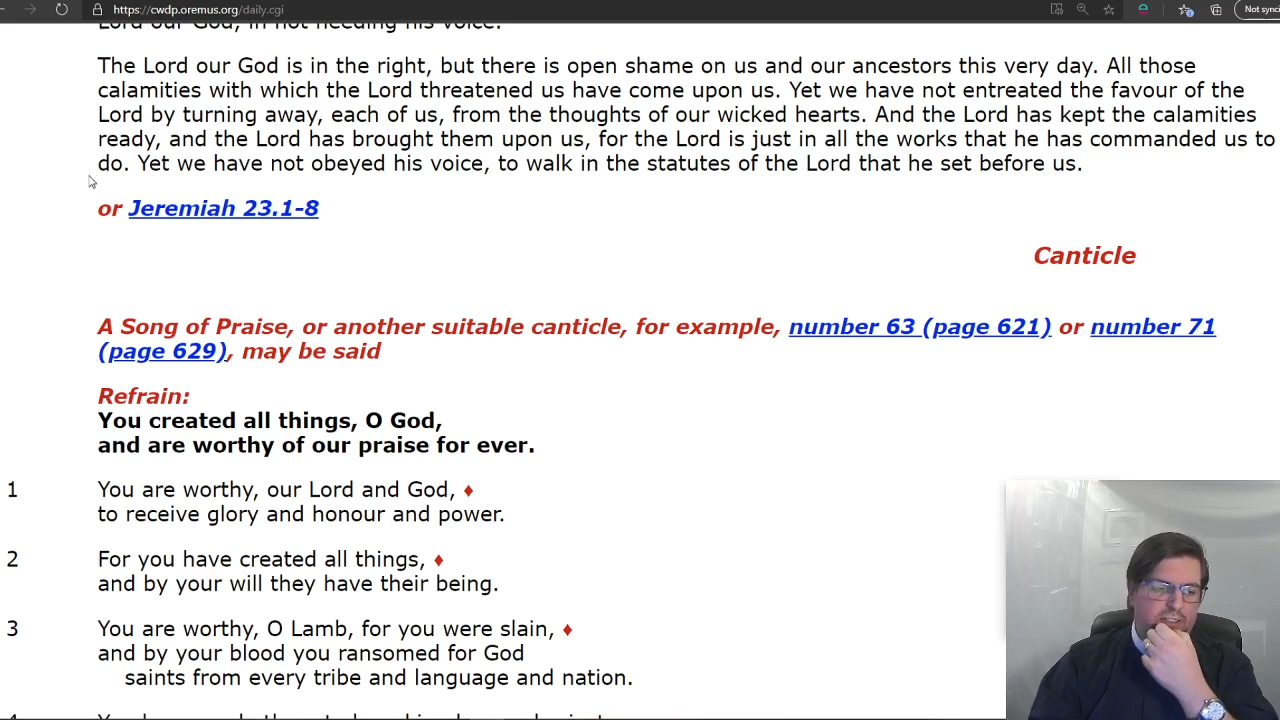 https://cwdp.oremus.org/daily.cgi
Not synci
Lord our God, in not heeding his voice.
The Lord our God is in the right, but there is open shame on us and our ancestors this very day. All those
calamities with which the Lord threatened us have come upon us. Yet we have not entreated the favour of the
Lord by turning away, each of us, from the thoughts of our wicked hearts. And the Lord has kept the calamities
ready, and the Lord has brought them upon us, for the Lord is just in all the works that he has commanded us to
do. Yet we have not obeyed his voice, to walk in the statutes of the Lord that he set before us.
or Jeremiah 23.1-8
Canticle
A Song of Praise, or another suitable canticle, for example, number 63 (page 621) or number 71
(page 629), may be said
Refrain:
You created all things, O God,
and are worthy of our praise for ever.
1 You are worthy, our Lord and God, ♦
to receive glory and honour and power.
2 For you have created all things, ♦
and by your will they have their being.
3 You are worthy, O Lamb, for you were slain, ♦
and by your blood you ransomed for God
saints from every tribe and language and nation.